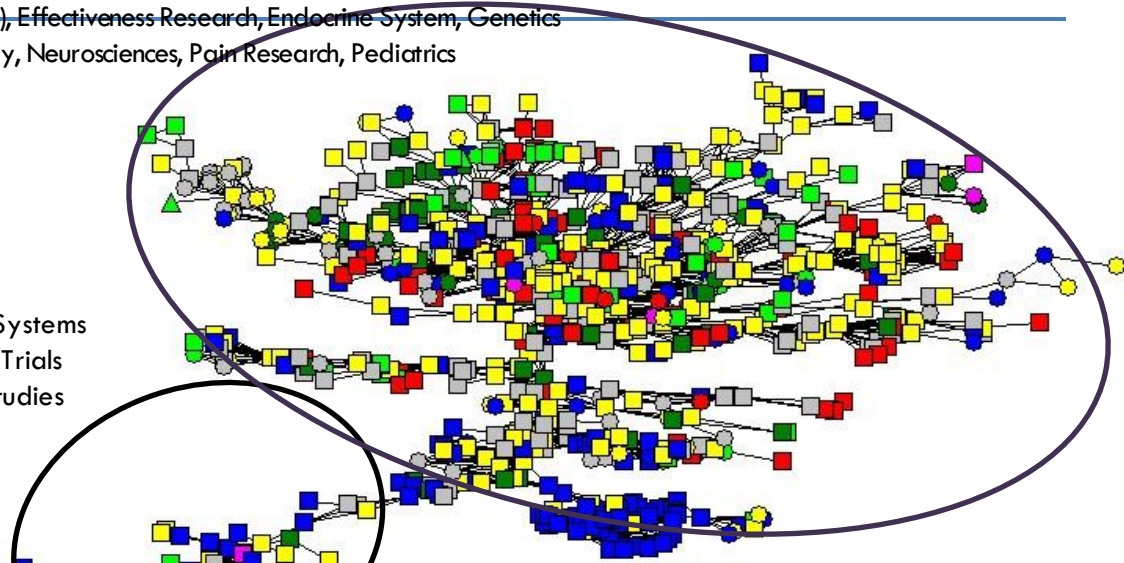 ), Effectiveness Research, Endocrine System, Genetics
y, Neurosciences, Pain Research, Pediatrics
Systems
Trials
udies